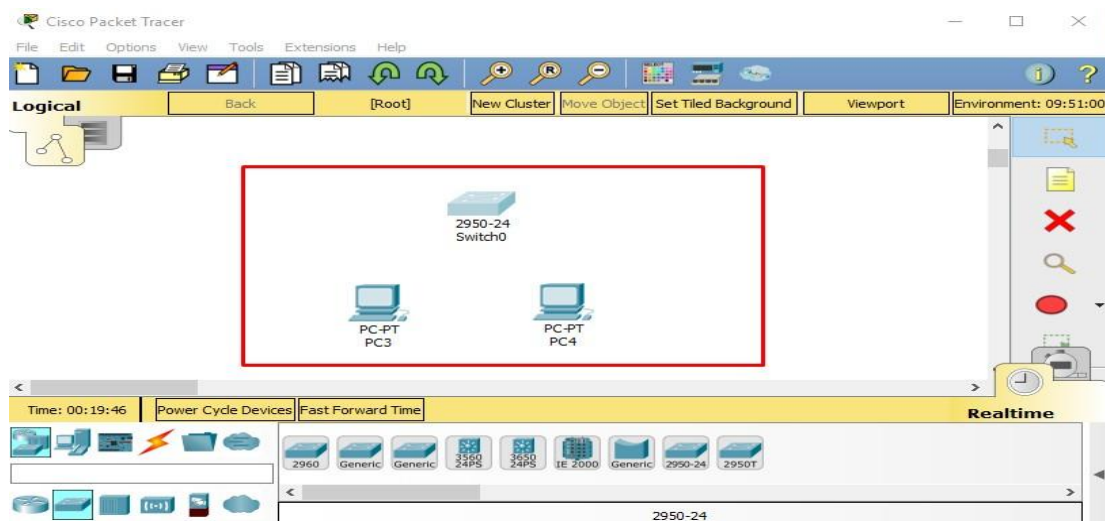 Cisco Packet Tracer
File Edit Options View Tools Extensions Help
Logical Back [Root] New Cluster Move Object Set Tiled Background Viewport Environment: 09:51:00
2950-24
Switch0
PC-PT PC-PT
PC3 PC4
Time: 00:19:46 Power Cycle Devices Fast Forward Time Realtime
2960 Generic Generic 3560 24PS 3650 24PS IE 2000 Generic 2950-24 2950T
2950-24